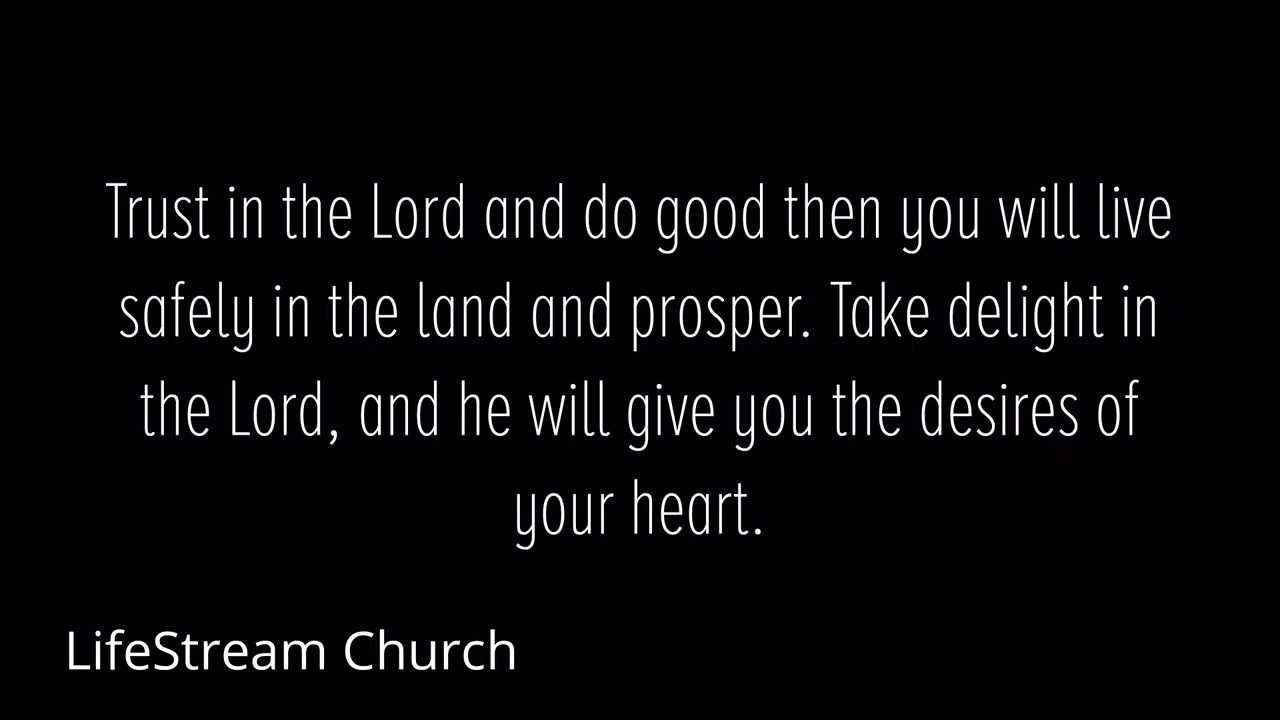 Trust in the Lord and do good then you will live
safely in the land and prosper. Take delight in
the Lord, and he will give you the desires of
your heart.
LifeStream Church